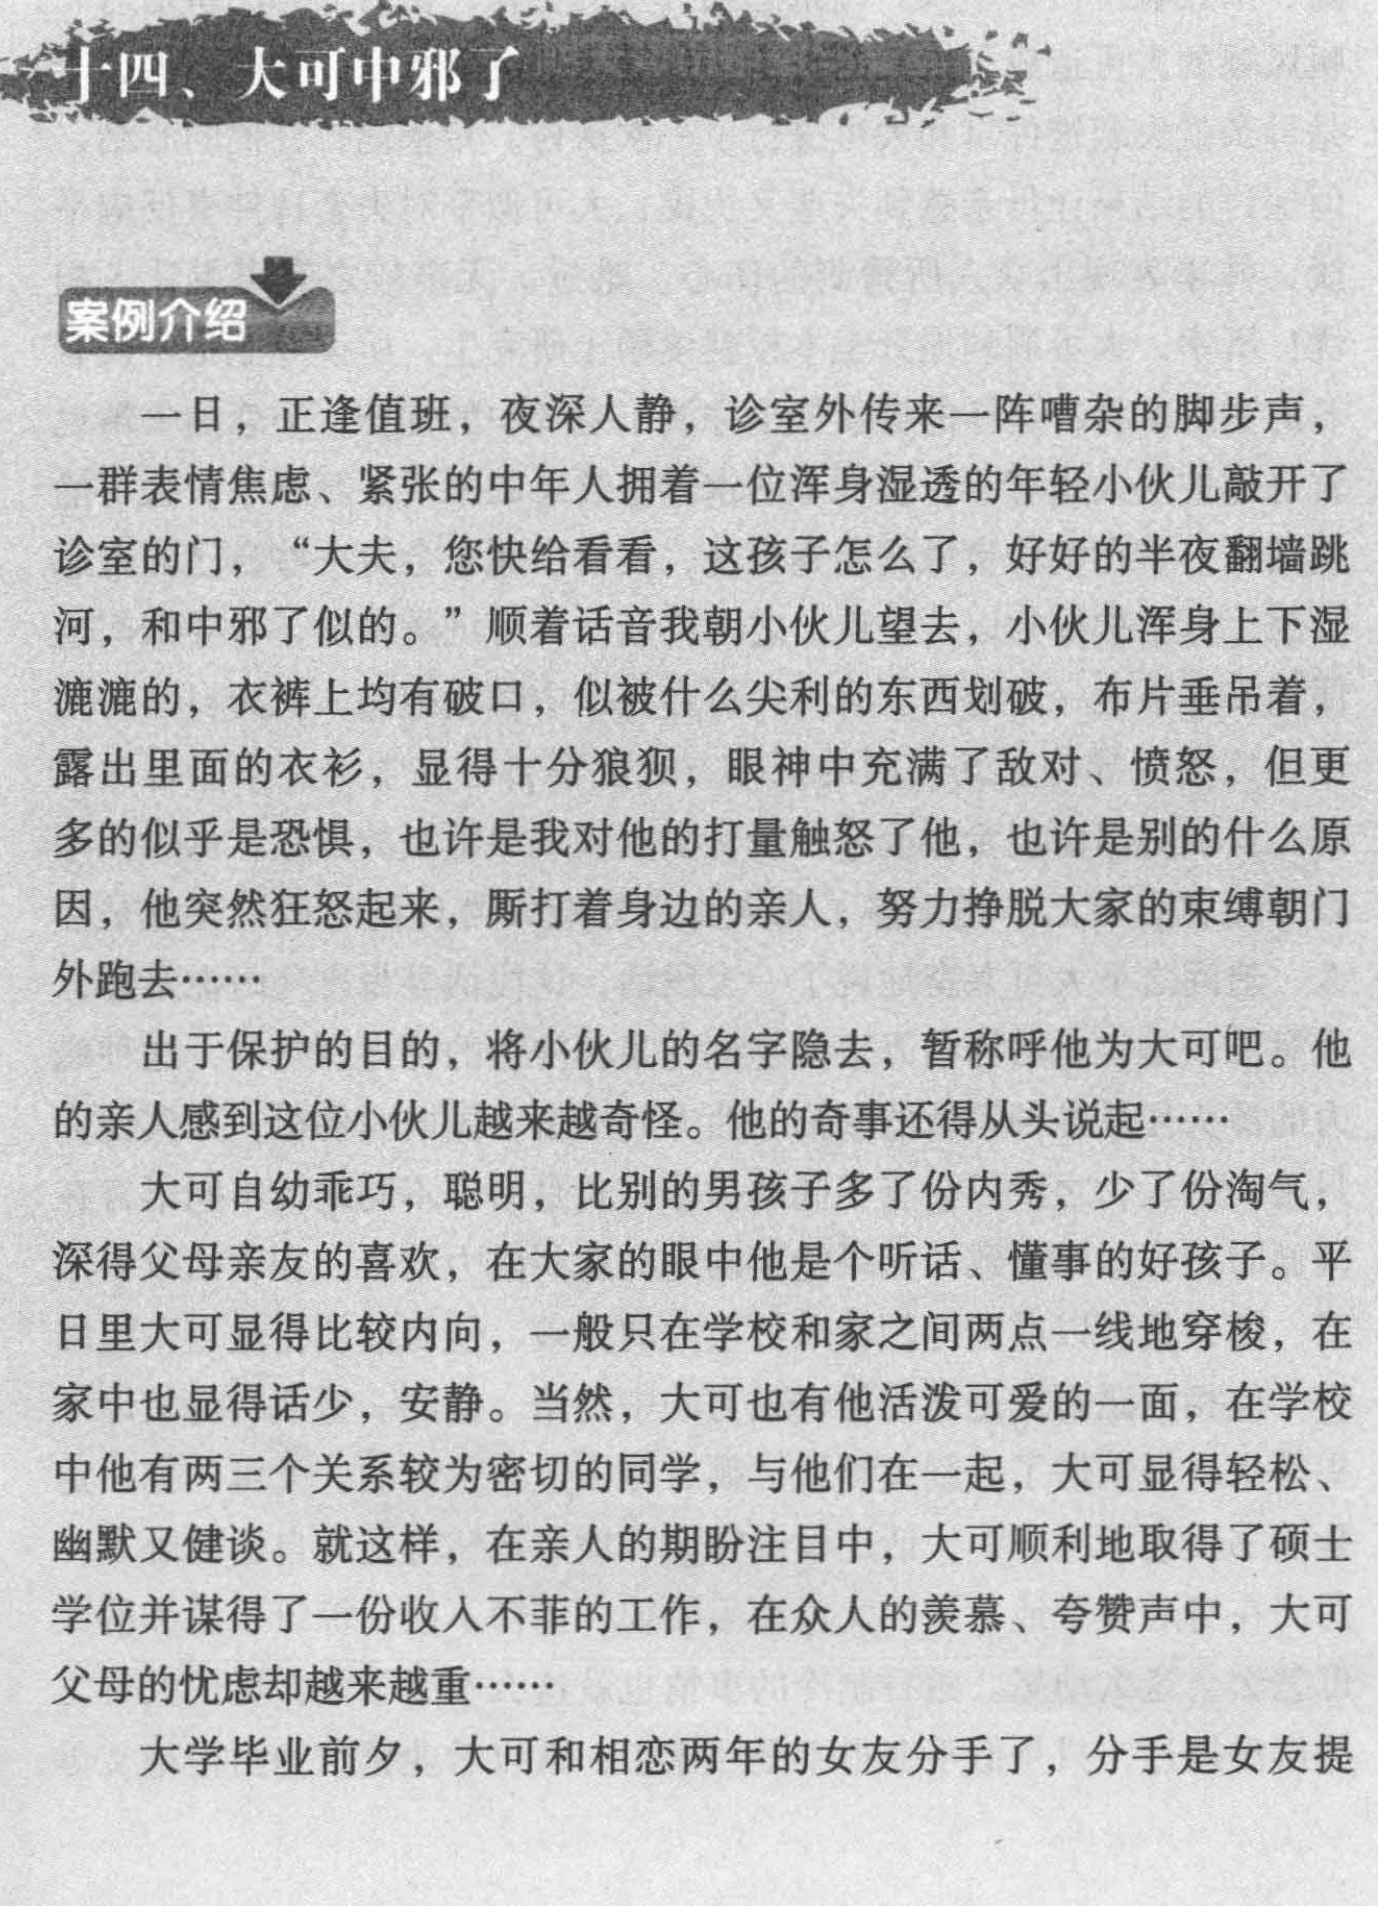 十四、大可中邪了
案例介绍
一日，正逢值班，夜深人静，诊室外传来一阵嘈杂的脚步声，
一群表情焦虑、紧张的中年人拥着一位浑身湿透的年轻小伙儿敲开了
诊室的门，“大夫，您快给看看，这孩子怎么了，好好的半夜翻墙跳
河，和中邪了似的。”顺着话音我朝小伙儿望去，小伙儿浑身上下湿
漉漉的，衣裤上均有破口，似被什么尖利的东西划破，布片垂吊着，
露出里面的衣衫，显得十分狼狈，眼神中充满了敌对、愤怒，但更
多的似乎是恐惧，也许是我对他的打量触怒了他，也许是别的什么原
因，他突然狂怒起来，厮打着身边的亲人，努力挣脱大家的束缚朝门
外跑去……
出于保护的目的，将小伙儿的名字隐去，暂称呼他为大可吧。他
的亲人感到这位小伙儿越来越奇怪。他的奇事还得从头说起……
大可自幼乖巧，聪明，比别的男孩子多了份内秀，少了份淘气，
深得父母亲友的喜欢，在大家的眼中他是个听话、懂事的好孩子。平
日里大可显得比较内向，一般只在学校和家之间两点一线地穿梭，在
家中也显得话少，安静。当然，大可也有他活泼可爱的一面，在学校
中他有两三个关系较为密切的同学，与他们在一起，大可显得轻松、
幽默又健谈。就这样，在亲人的期盼注目中，大可顺利地取得了硕士
学位并谋得了一份收入不菲的工作，在众人的羡慕、夸赞声中，大可
父母的忧虑却越来越重……
大学毕业前夕，大可和相恋两年的女友分手了，分手是女友提